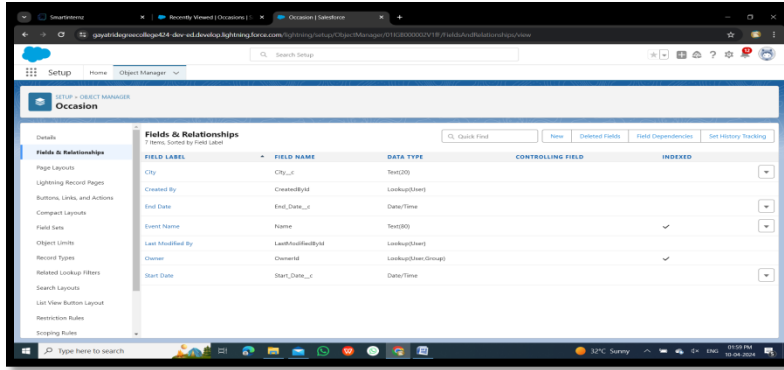 SmartInternz
Recently Viewed | Occasions | S
Occasion | Salesforce
gayatridegreecollege424-dev-ed.develop.lightning.force.com/lightning/setup/ObjectManager/01IGB000002V1fF/FieldsAndRelationships/view
Search Setup
Setup Home Object Manager
SETUP > OBJECT MANAGER
Occasion
Details
Fields & Relationships
Page Layouts
Lightning Record Pages
Buttons, Links, and Actions
Compact Layouts
Field Sets
Object Limits
Record Types
Related Lookup Filters
Search Layouts
List View Button Layout
Restriction Rules
Scoping Rules
Fields & Relationships
7 Items, Sorted by Field Label
Quick Find
New Deleted Fields Field Dependencies Set History Tracking
FIELD LABEL FIELD NAME DATA TYPE CONTROLLING FIELD INDEXED
City City__c Text(20)
Created By CreatedById Lookup(User)
End Date End_Date__c Date/Time
Event Name Name Text(80)
Last Modified By LastModifiedById Lookup(User)
Owner OwnerId Lookup(User,Group)
Start Date Start_Date__c Date/Time
Type here to search
32°C Sunny
ENG
01:59 PM
10-04-2024